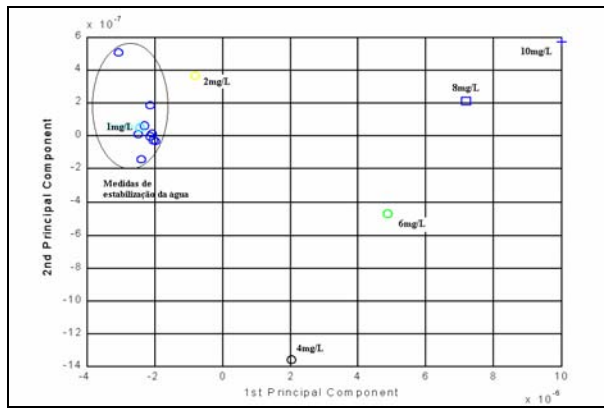 x 10-7
6
4
2
0
-2
-4
-6
-8
-10
-12
-14
2nd Principal Component
10mg/L
2mg/L
8mg/L
1mg/L
Medidas de
estabilização da água
6mg/L
4mg/L
-4
-2
0
2
4
6
8
10
1st Principal Component
x 10-6